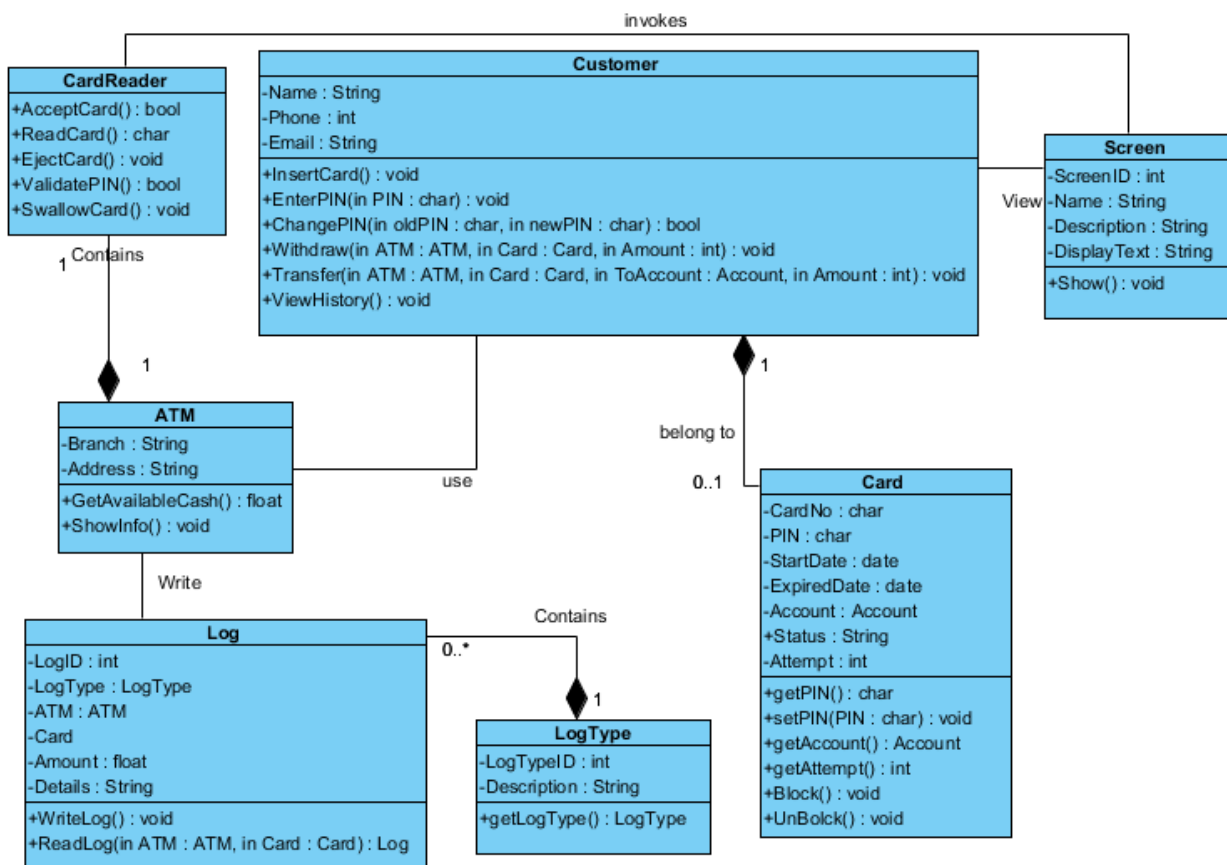 invokes
CardReader
+AcceptCard() : bool
+ReadCard() : char
+EjectCard() : void
+ValidatePIN() : bool
+SwallowCard() : void
Customer
-Name : String
-Phone : int
-Email : String
+InsertCard() : void
+EnterPIN(in PIN : char) : void
+ChangePIN(in oldPIN : char, in newPIN : char) : bool
+Withdraw(in ATM : ATM, in Card : Card, in Amount : int) : void
+Transfer(in ATM : ATM, in Card : Card, in ToAccount : Account, in Amount : int) : void
+ViewHistory() : void
View
Screen
-ScreenID : int
-Name : String
-Description : String
-DisplayText : String
+Show() : void
Contains
1
1
ATM
-Branch : String
-Address : String
+GetAvailableCash() : float
+ShowInfo() : void
use
1
belong to
0..1
Card
-CardNo : char
-PIN : char
-StartDate : date
-ExpiredDate : date
-Account : Account
+Status : String
-Attempt : int
+getPIN() : char
+setPIN(PIN : char) : void
+getAccount() : Account
+getAttempt() : int
+Block() : void
+UnBolck() : void
Write
Log
-LogID : int
-LogType : LogType
-ATM : ATM
-Card
-Amount : float
-Details : String
+WriteLog() : void
+ReadLog(in ATM : ATM, in Card : Card) : Log
Contains
0..*
1
LogType
-LogTypeID : int
-Description : String
+getLogType() : LogType